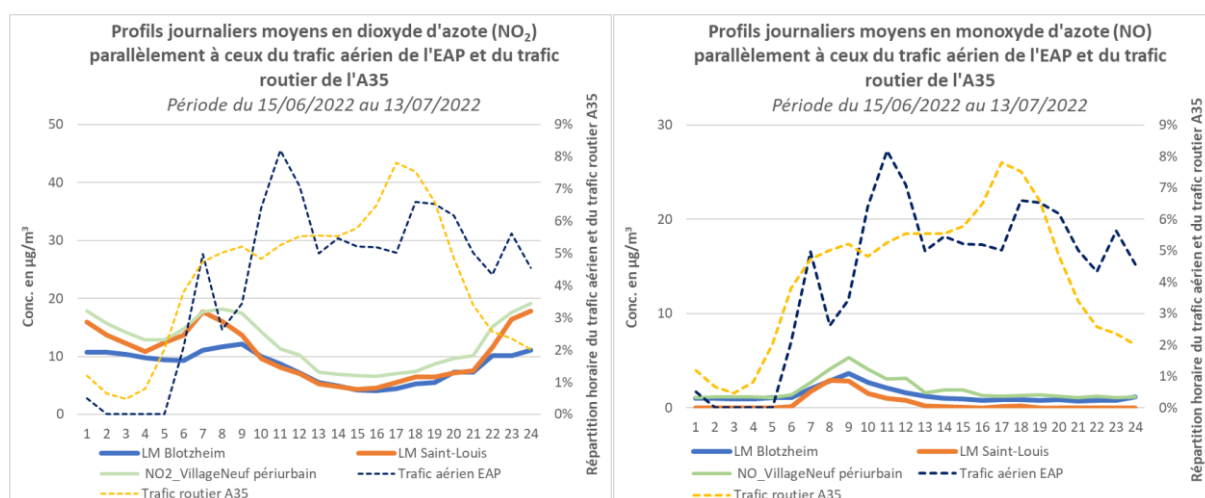 Profils journaliers moyens en dioxyde d'azote (NO₂)
parallèlement à ceux du trafic aérien de l'EAP et du trafic
routier de l'A35
Période du 15/06/2022 au 13/07/2022
Conc. en µg/m³
50
40
30
20
10
0
9%
8%
7%
6%
5%
4%
3%
2%
1%
0%
Répartition horaire du trafic aérien et du trafic routier A35
1 2 3 4 5 6 7 8 9 10 11 12 13 14 15 16 17 18 19 20 21 22 23 24
LM Blotzheim LM Saint-Louis
NO2_VillageNeuf périurbain Trafic aérien EAP
Trafic routier A35
Profils journaliers moyens en monoxyde d'azote (NO)
parallèlement à ceux du trafic aérien de l'EAP et du trafic
routier de l'A35
Période du 15/06/2022 au 13/07/2022
Conc. en µg/m³
30
20
10
0
9%
8%
7%
6%
5%
4%
3%
2%
1%
0%
Répartition horaire du trafic aérien et du trafic routier A35
1 2 3 4 5 6 7 8 9 10 11 12 13 14 15 16 17 18 19 20 21 22 23 24
LM Blotzheim LM Saint-Louis
NO_VillageNeuf périurbain Trafic aérien EAP
Trafic routier A35